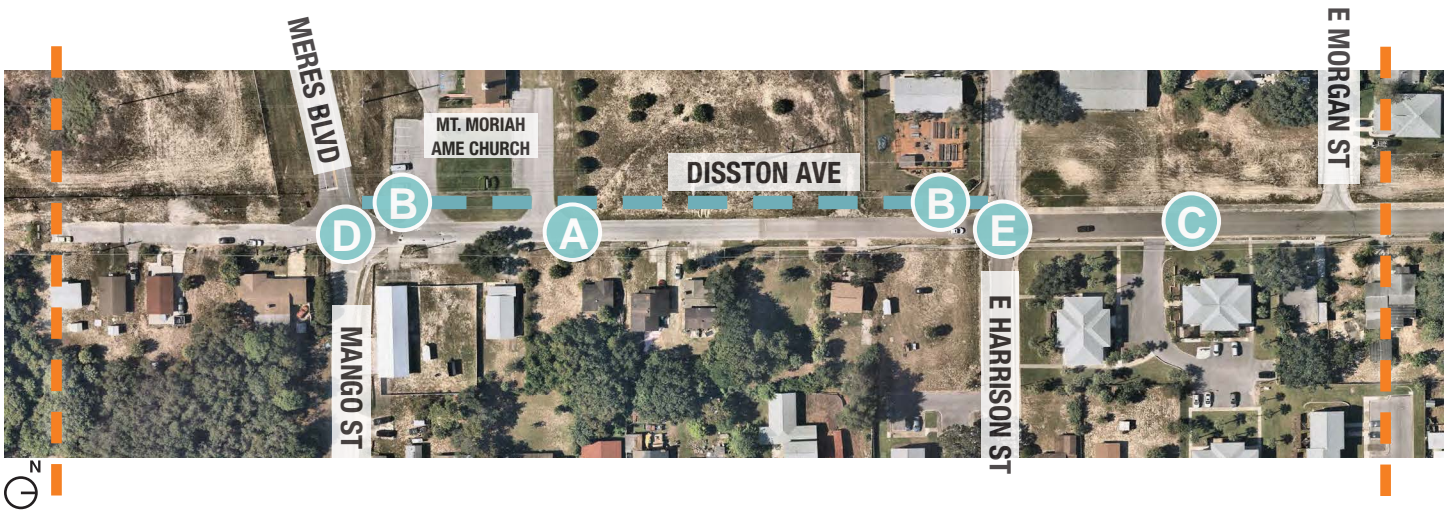 MERES BLVD
E MORGAN ST
MT. MORIAH
AME CHURCH
DISSTON AVE
B
B
D
A
E
C
MANGO ST
E HARRISON ST
N